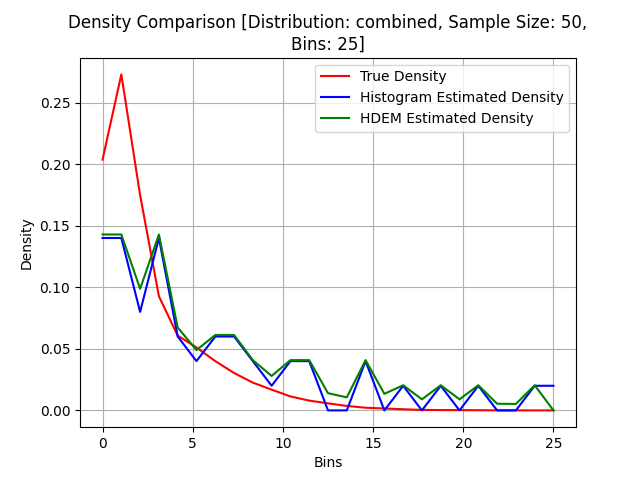 Density Comparison [Distribution: combined, Sample Size: 50,
Bins: 25]
True Density
Histogram Estimated Density
HDEM Estimated Density
Density
0.25
0.20
0.15
0.10
0.05
0.00
0 5 10 15 20 25
Bins